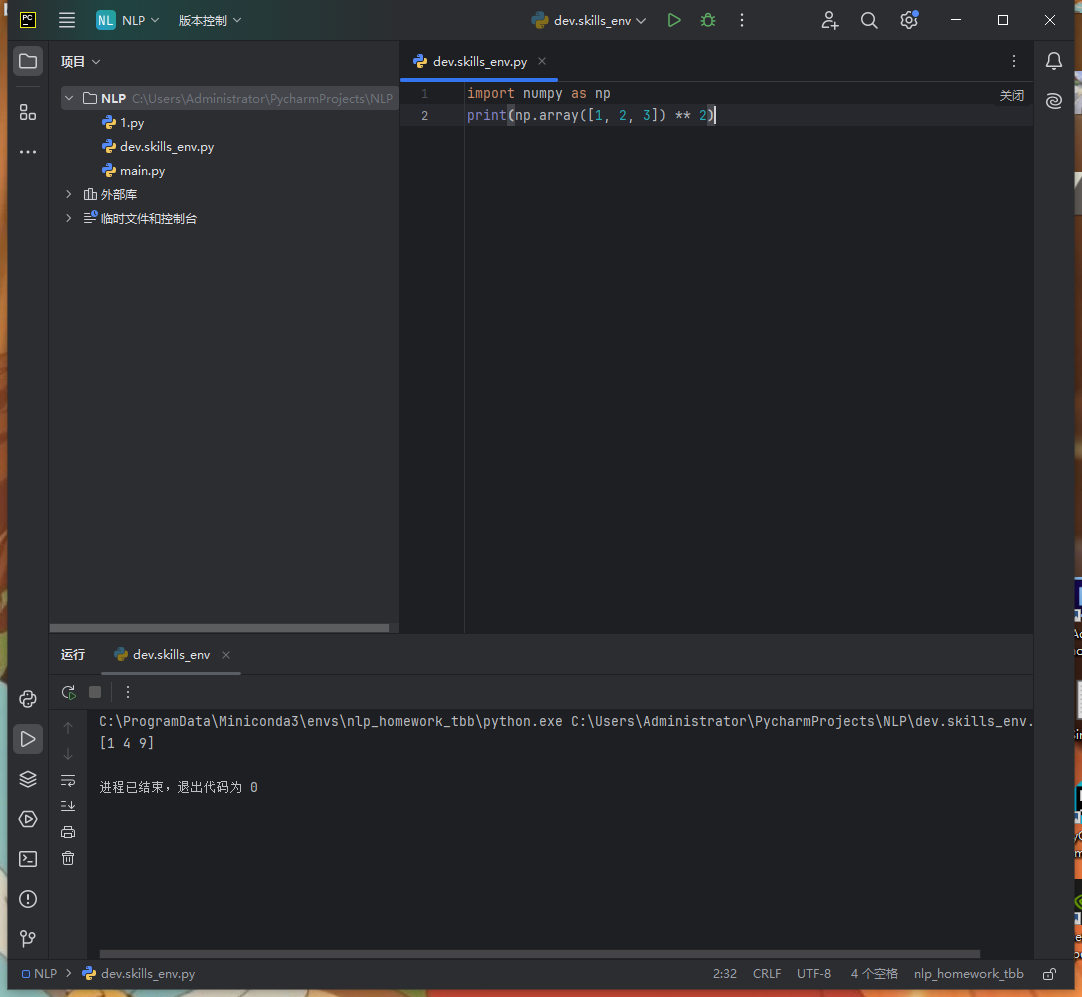 PC
NL NLP 版本控制 dev.skills_env
项目
dev.skills_env.py
NLP C:\Users\Administrator\PycharmProjects\NLP
1.py
dev.skills_env.py
main.py
外部库
临时文件和控制台
1 import numpy as np
2 print(np.array([1, 2, 3]) ** 2)
关闭
运行 dev.skills_env
C:\ProgramData\Miniconda3\envs\nlp_homework_tbb\python.exe C:\Users\Administrator\PycharmProjects\NLP\dev.skills_env.
[1 4 9]
进程已结束，退出代码为 0
NLP dev.skills_env.py 2:32 CRLF UTF-8 4 个空格 nlp_homework_tbb